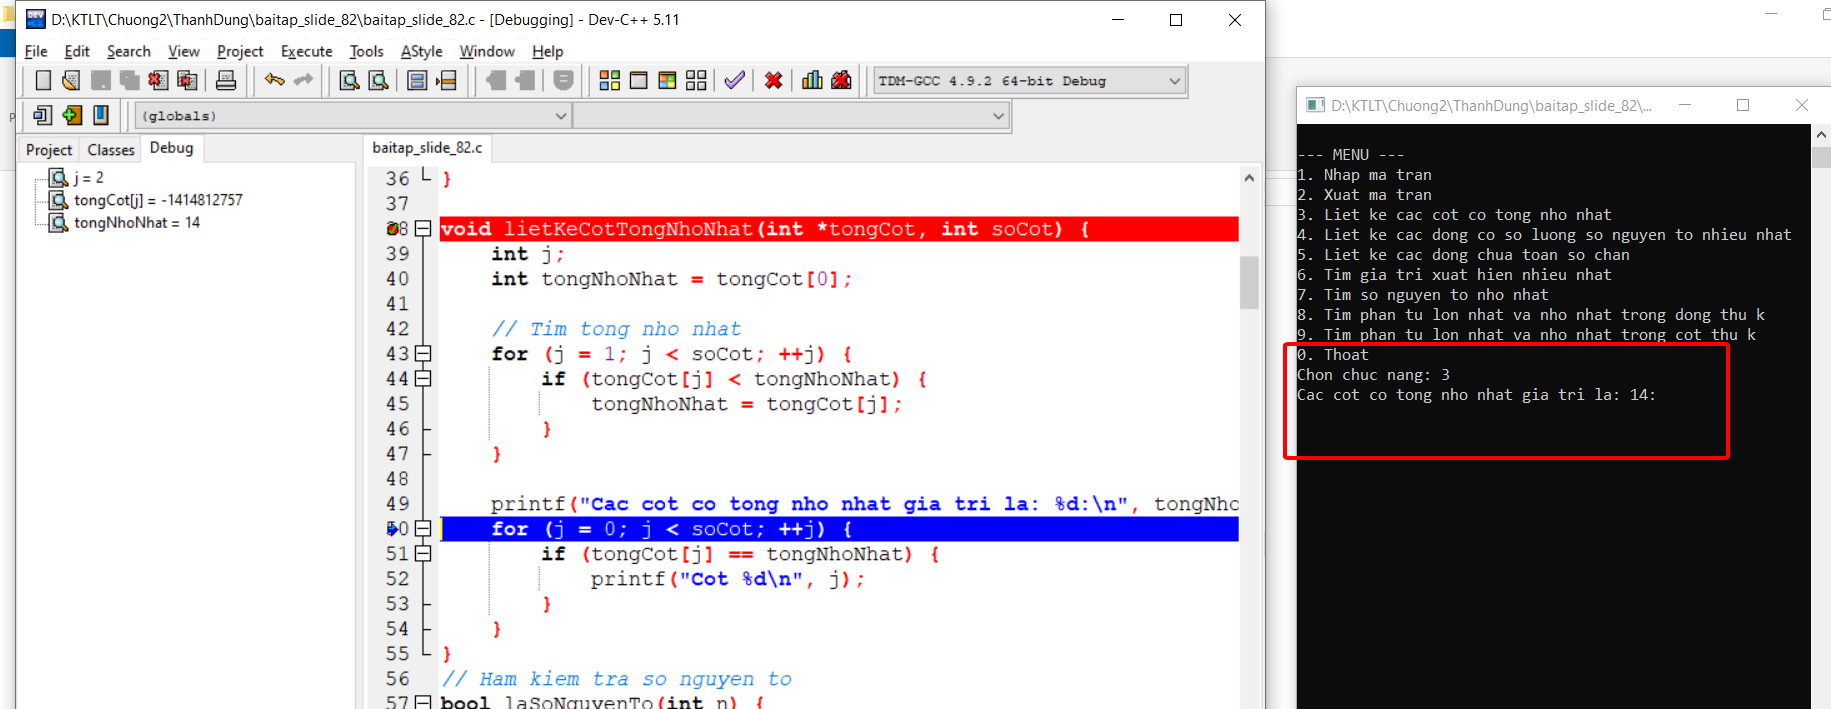 D:\KTLT\Chuong2\ThanhDung\baitap_slide_82\baitap_slide_82.c - [Debugging] - Dev-C++ 5.11
File Edit Search View Project Execute Tools AStyle Window Help
TDM-GCC 4.9.2 64-bit Debug
(globals)
Project Classes Debug
j = 2
tongCot[j] = -1414812757
tongNhoNhat = 14
baitap_slide_82.c
36 }
37
38 void lietKeCotTongNhoNhat(int *tongCot, int soCot) {
39 int j;
40 int tongNhoNhat = tongCot[0];
41
42 // Tim tong nho nhat
43 for (j = 1; j < soCot; ++j) {
44 if (tongCot[j] < tongNhoNhat) {
45 tongNhoNhat = tongCot[j];
46 }
47 }
48
49 printf("Cac cot co tong nho nhat gia tri la: %d:\n", tongNho
50 for (j = 0; j < soCot; ++j) {
51 if (tongCot[j] == tongNhoNhat) {
52 printf("Cot %d\n", j);
53 }
54 }
55 }
56 // Ham kiem tra so nguyen to
57 bool laSoNguyenTo(int n) {
D:\KTLT\Chuong2\ThanhDung\baitap_slide_82\...
--- MENU ---
1. Nhap ma tran
2. Xuat ma tran
3. Liet ke cac cot co tong nho nhat
4. Liet ke cac dong co so luong so nguyen to nhieu nhat
5. Liet ke cac dong chua toan so chan
6. Tim gia tri xuat hien nhieu nhat
7. Tim so nguyen to nho nhat
8. Tim phan tu lon nhat va nho nhat trong dong thu k
9. Tim phan tu lon nhat va nho nhat trong cot thu k
0. Thoat
Chon chuc nang: 3
Cac cot co tong nho nhat gia tri la: 14: